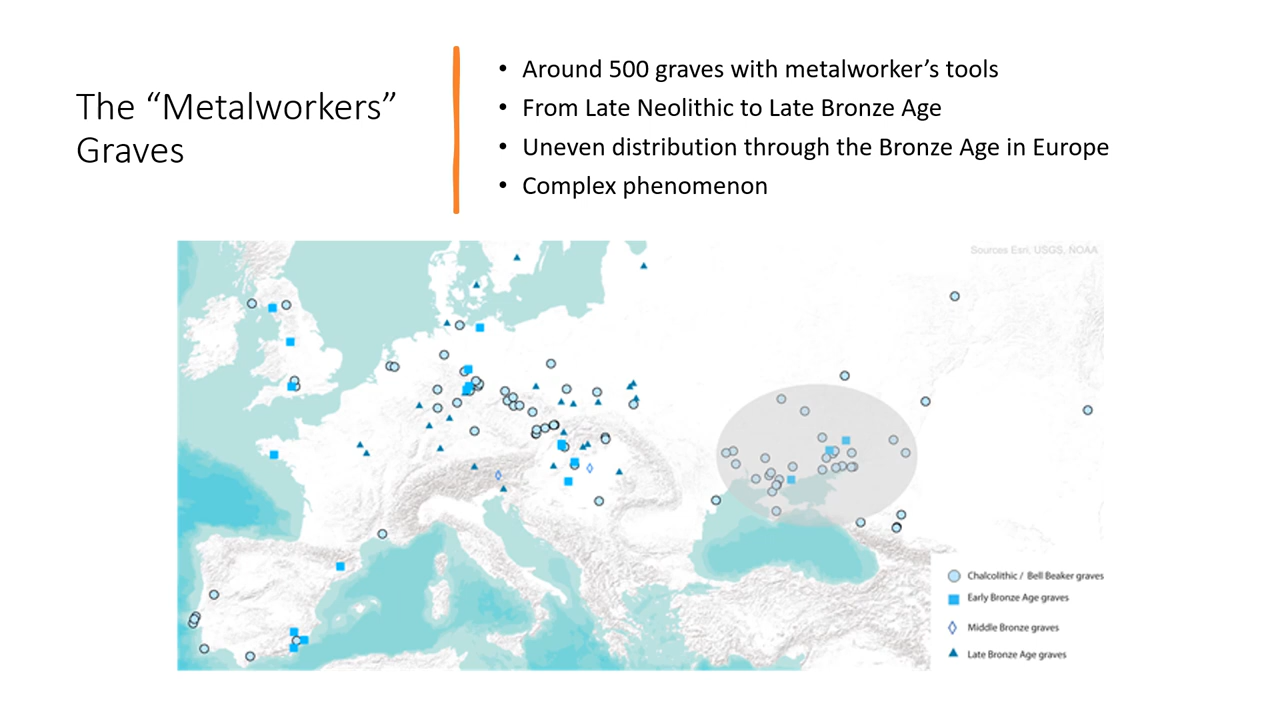 The “Metalworkers”
Graves
• Around 500 graves with metalworker’s tools
• From Late Neolithic to Late Bronze Age
• Uneven distribution through the Bronze Age in Europe
• Complex phenomenon
Sources Esri, USGS, NOAA
Chalcolithic / Bell Beaker graves
Early Bronze Age graves
Middle Bronze graves
Late Bronze Age graves